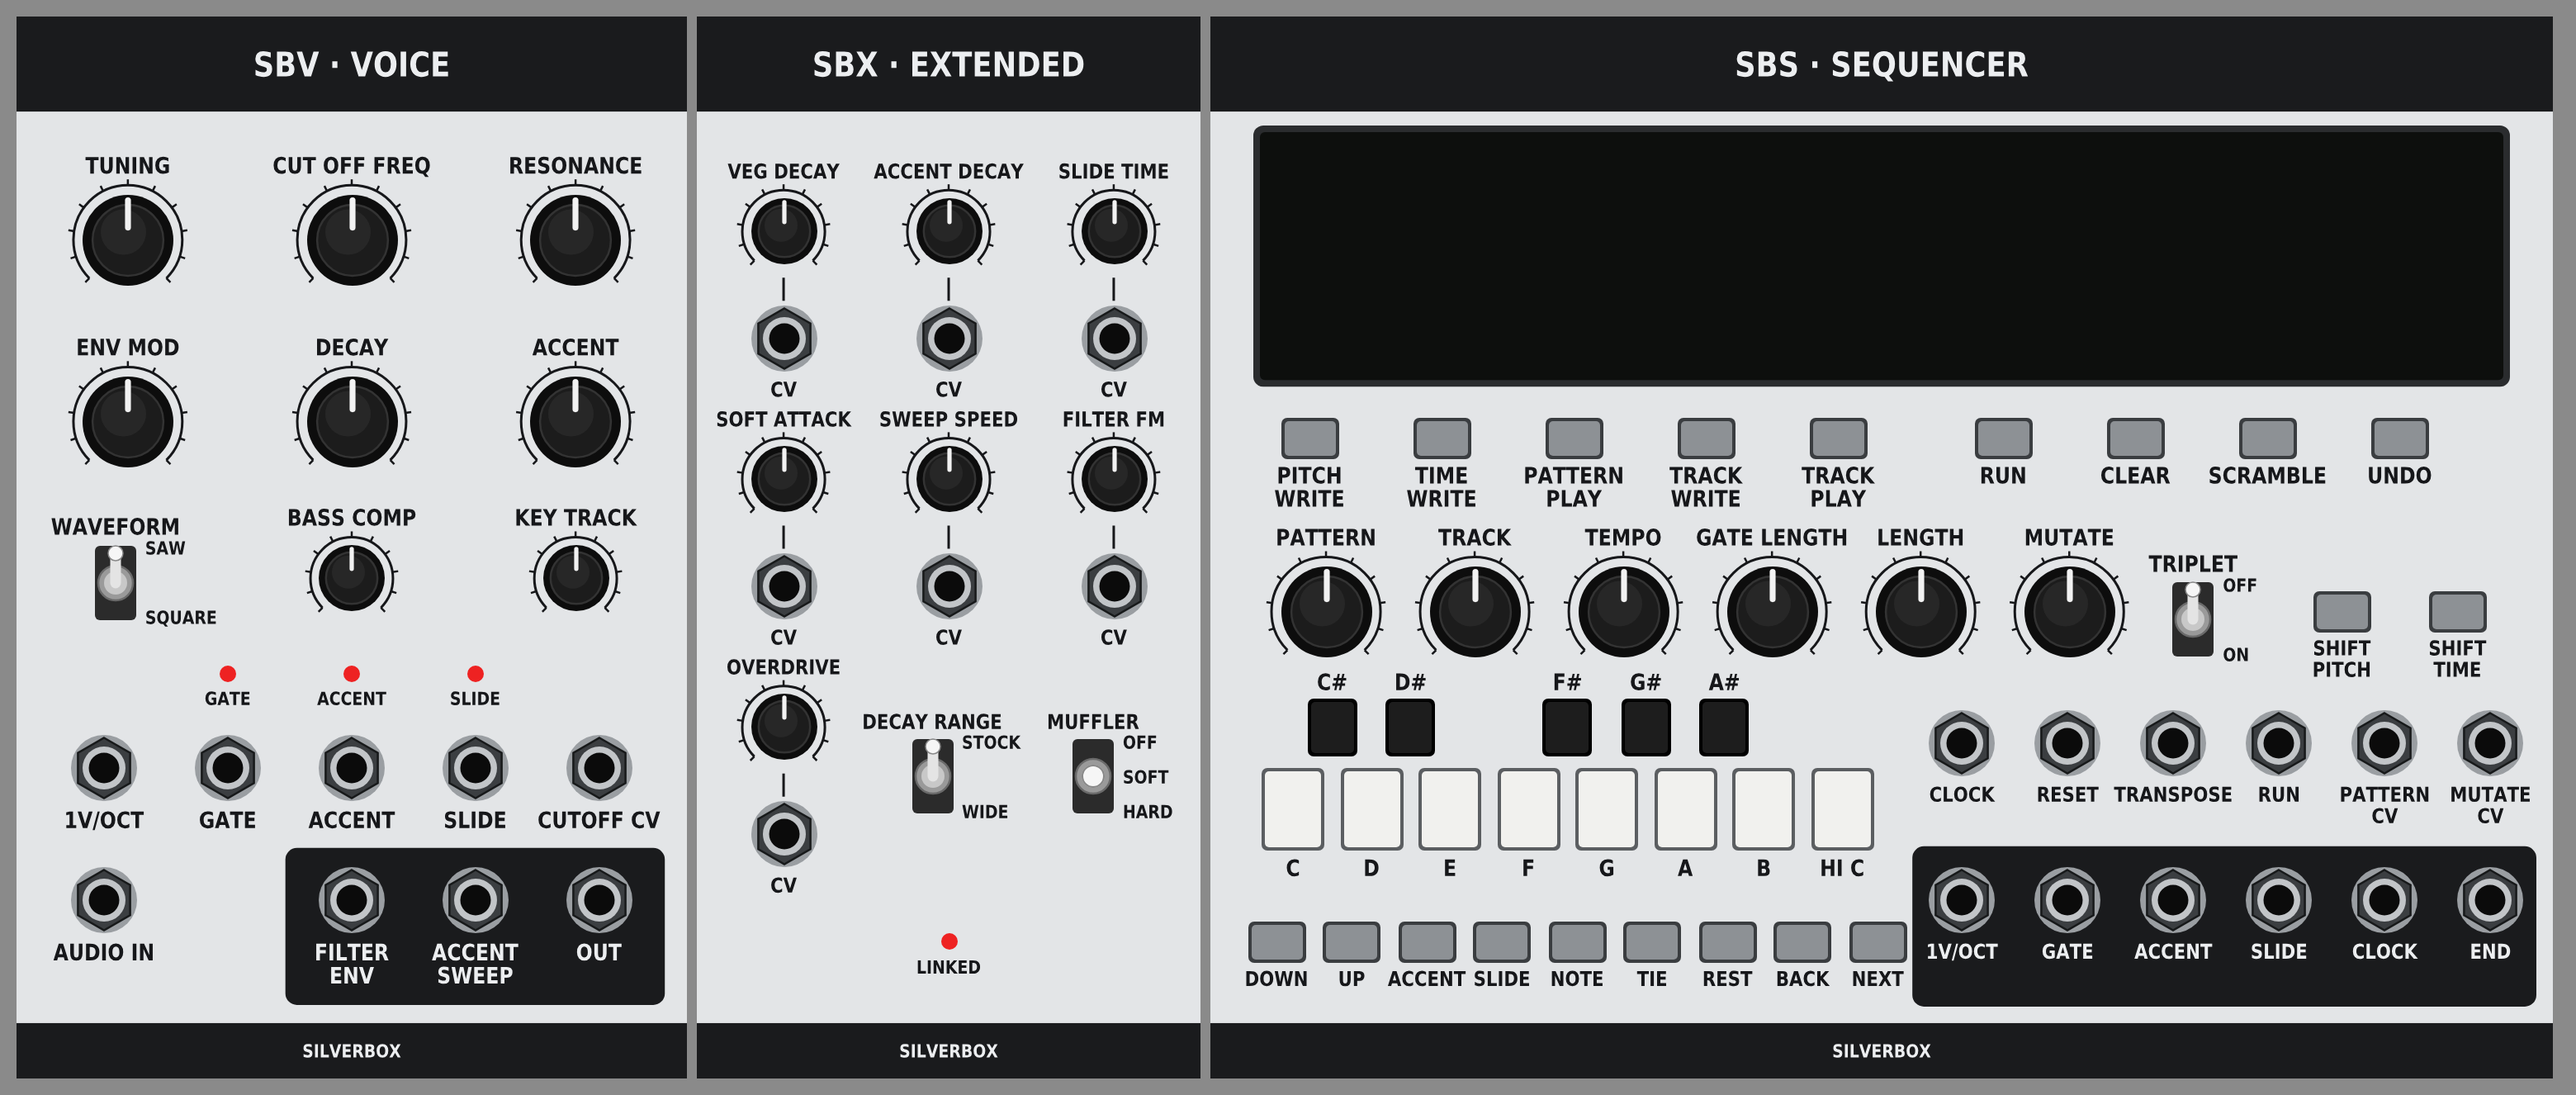 SBV · VOICE
TUNING
CUT OFF FREQ
RESONANCE
ENV MOD
DECAY
ACCENT
WAVEFORM
SAW
SQUARE
BASS COMP
KEY TRACK
GATE
ACCENT
SLIDE
1V/OCT
GATE
ACCENT
SLIDE
CUTOFF CV
AUDIO IN
FILTER
ENV
ACCENT
SWEEP
OUT
SILVERBOX
SBX · EXTENDED
VEG DECAY
ACCENT DECAY
SLIDE TIME
CV
CV
CV
SOFT ATTACK
SWEEP SPEED
FILTER FM
CV
CV
CV
OVERDRIVE
DECAY RANGE
STOCK
WIDE
MUFFLER
OFF
SOFT
HARD
CV
LINKED
SILVERBOX
SBS · SEQUENCER
PITCH
WRITE
TIME
WRITE
PATTERN
PLAY
TRACK
WRITE
TRACK
PLAY
RUN
CLEAR
SCRAMBLE
UNDO
PATTERN
TRACK
TEMPO
GATE LENGTH
LENGTH
MUTATE
TRIPLET
OFF
ON
SHIFT
PITCH
SHIFT
TIME
C#
D#
F#
G#
A#
C
D
E
F
G
A
B
HI C
CLOCK
RESET
TRANSPOSE
RUN
PATTERN
CV
MUTATE
CV
DOWN
UP
ACCENT
SLIDE
NOTE
TIE
REST
BACK
NEXT
1V/OCT
GATE
ACCENT
SLIDE
CLOCK
END
SILVERBOX